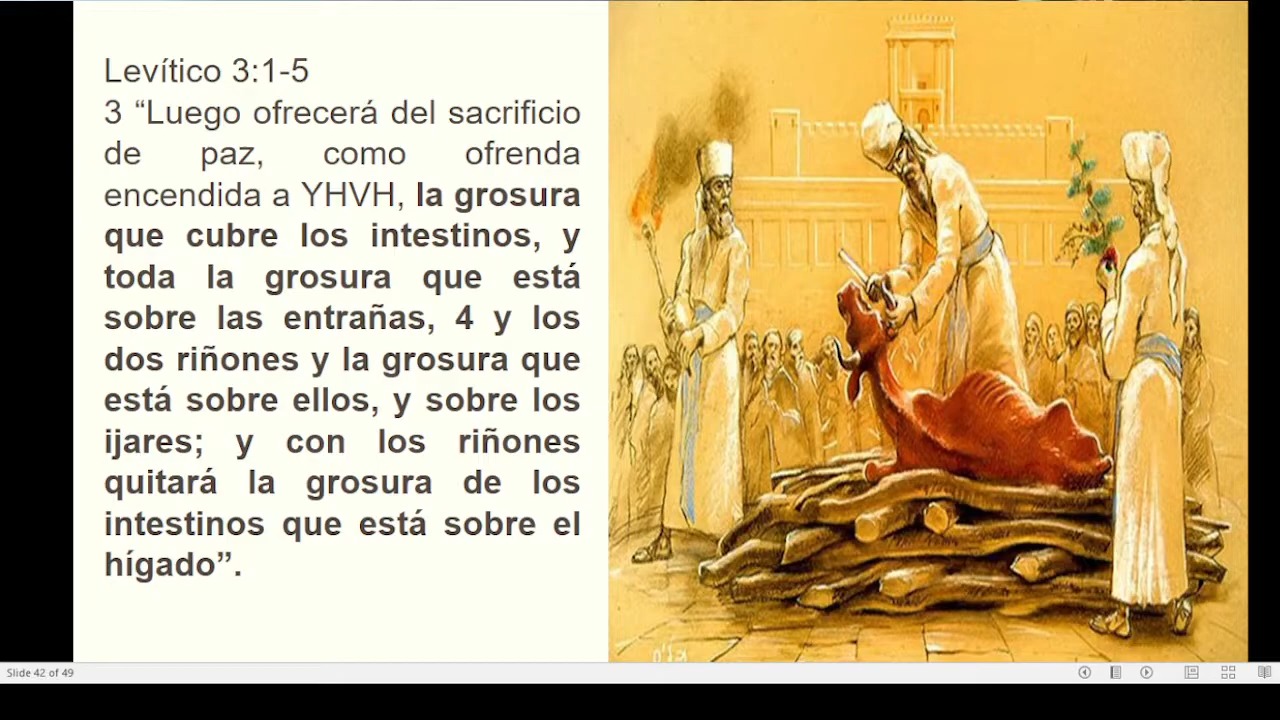 Levítico 3:1-5
3 “Luego ofrecerá del sacrificio
de paz, como ofrenda
encendida a YHVH, la grosura
que cubre los intestinos, y
toda la grosura que está
sobre las entrañas, 4 y los
dos riñones y la grosura que
está sobre ellos, y sobre los
ijares; y con los riñones
quitará la grosura de los
intestinos que está sobre el
hígado”.
Slide 42 of 49